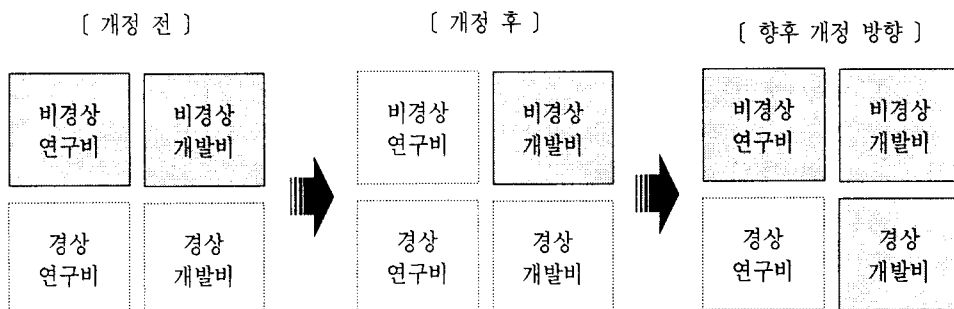 [ 개정 전 ]
[ 개정 후 ]
[ 향후 개정 방향 ]
비경상
연구비
비경상
개발비
경상
연구비
경상
개발비
비경상
연구비
비경상
개발비
경상
연구비
경상
개발비
비경상
연구비
비경상
개발비
경상
연구비
경상
개발비